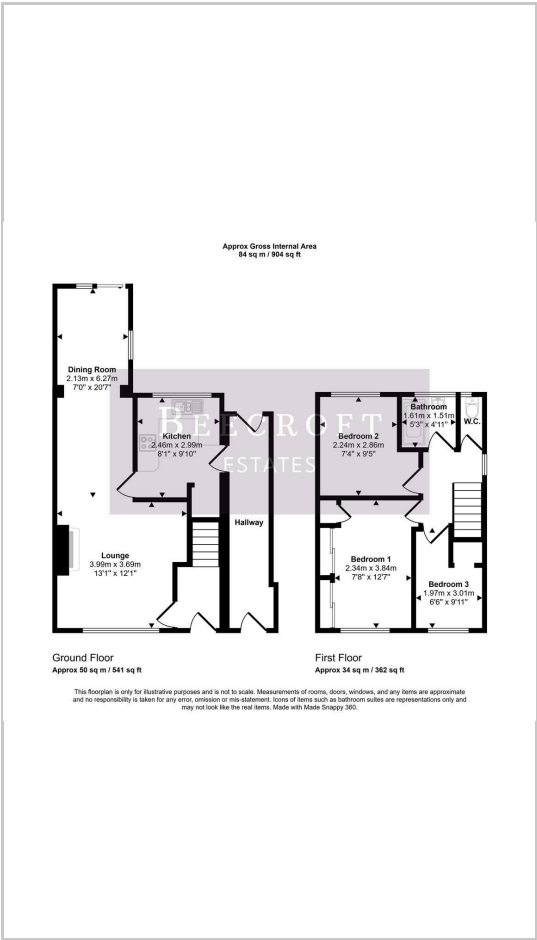 Approx Gross Internal Area
84 sq m / 904 sq ft
Dining Room
2.13m x 6.27m
7'0" x 20'7"
Kitchen
2.46m x 2.99m
8'1" x 9'10"
Hallway
Lounge
3.99m x 3.69m
13'1" x 12'1"
Bathroom
1.61m x 1.51m
5'3" x 4'11"
W.C.
Bedroom 2
2.24m x 2.86m
7'4" x 9'5"
Bedroom 1
2.34m x 3.84m
7'8" x 12'7"
Bedroom 3
1.97m x 3.01m
6'6" x 9'11"
BEECROFT
ESTATES
Ground Floor
Approx 50 sq m / 541 sq ft
First Floor
Approx 34 sq m / 362 sq ft
This floorplan is only for illustrative purposes and is not to scale. Measurements of rooms, doors, windows, and any items are approximate
and no responsibility is taken for any error, omission or mis-statement. Icons of items such as bathroom suites are representations only and
may not look like the real items. Made with Made Snappy 360.